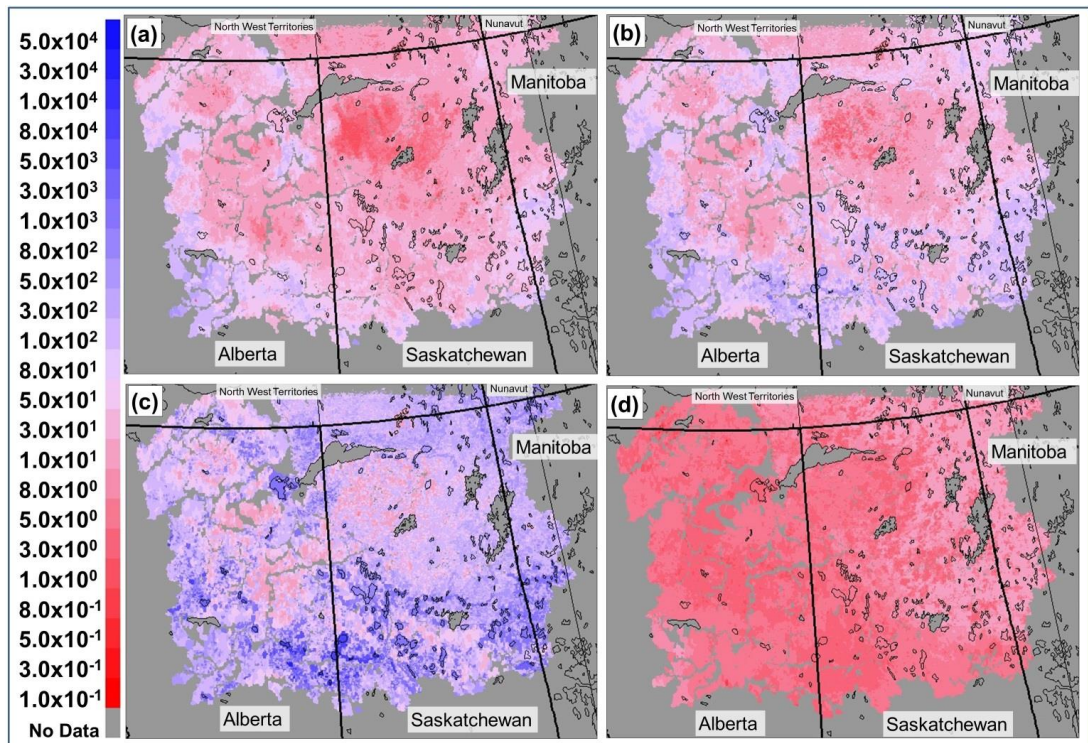 5.0x10⁴
3.0x10⁴
1.0x10⁴
8.0x10⁴
5.0x10³
3.0x10³
1.0x10³
8.0x10²
5.0x10²
3.0x10²
1.0x10²
8.0x10¹
5.0x10¹
3.0x10¹
1.0x10¹
8.0x10⁰
5.0x10⁰
3.0x10⁰
1.0x10⁰
8.0x10⁻¹
5.0x10⁻¹
3.0x10⁻¹
1.0x10⁻¹
No Data
(a)
North West Territories
Nunavut
Manitoba
Alberta
Saskatchewan
(b)
North West Territories
Nunavut
Manitoba
Alberta
Saskatchewan
(c)
North West Territories
Nunavut
Manitoba
Alberta
Saskatchewan
(d)
North West Territories
Nunavut
Manitoba
Alberta
Saskatchewan